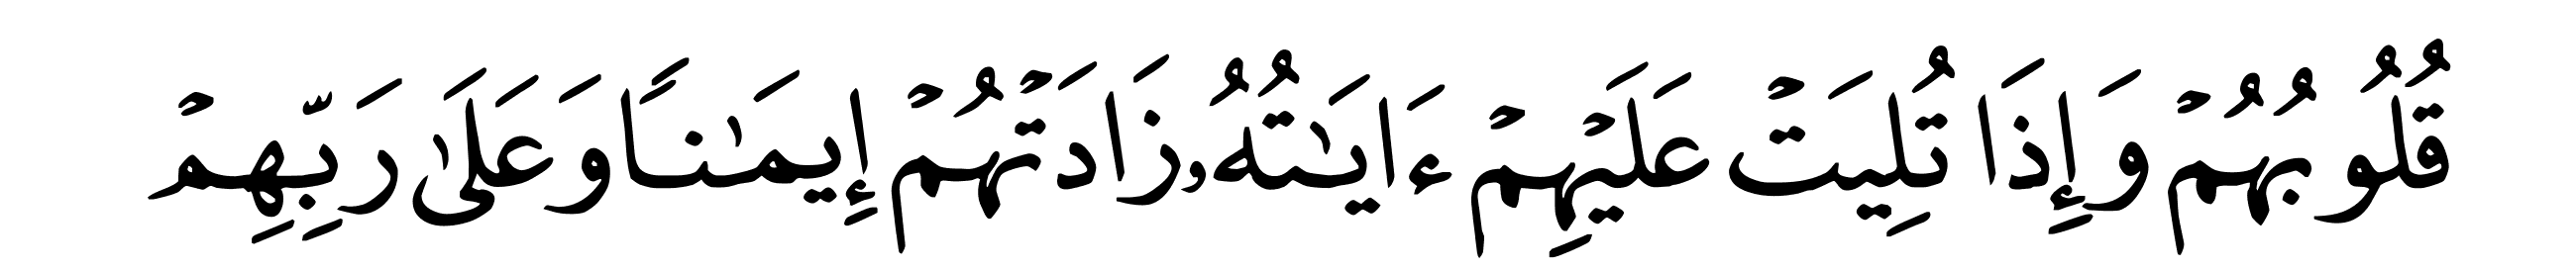 قُلُوبُهُمْ وَإِذَا تُلِيَتْ عَلَيْهِمْ ءَايَٰتُهُۥ زَادَتْهُمْ إِيمَٰنًا وَعَلَىٰ رَبِّهِمْ